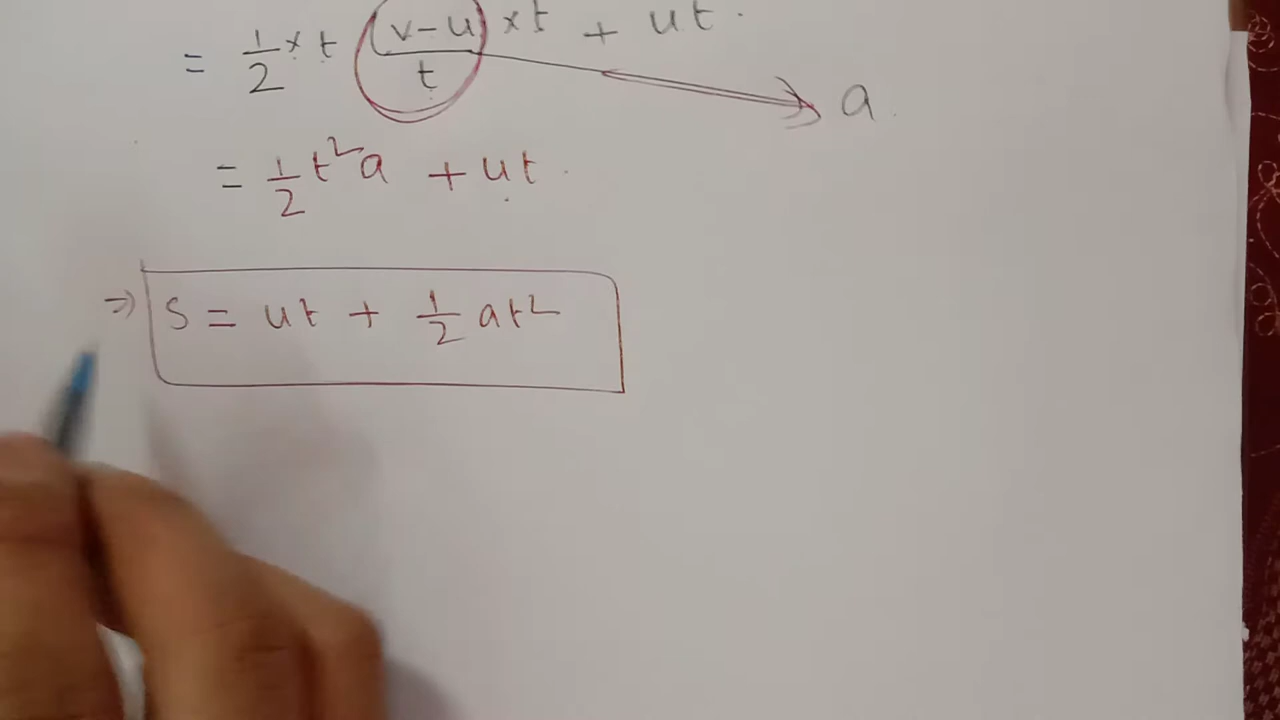 = 1/2 × t (v-u)/t × t + ut.
a.
= 1/2 t²a + ut.
⇒ S = ut + 1/2 at²